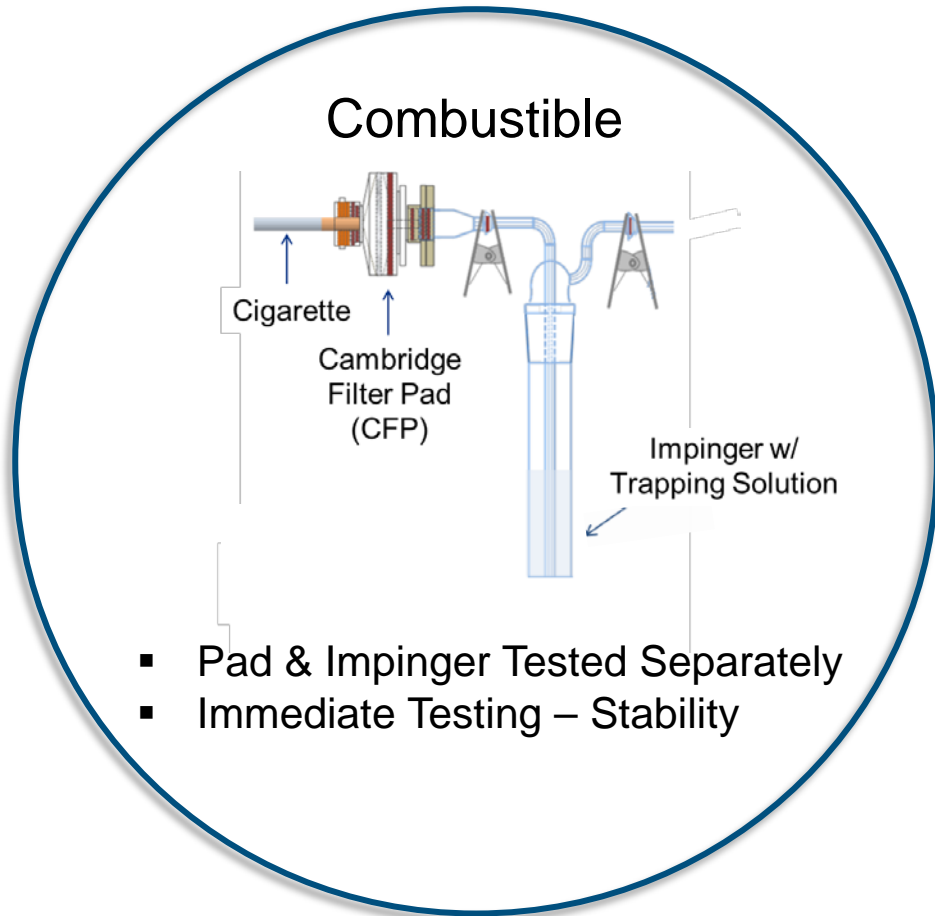 Combustible
Cigarette
Cambridge
Filter Pad
(CFP)
Impinger w/
Trapping Solution
▪ Pad & Impinger Tested Separately
▪ Immediate Testing – Stability